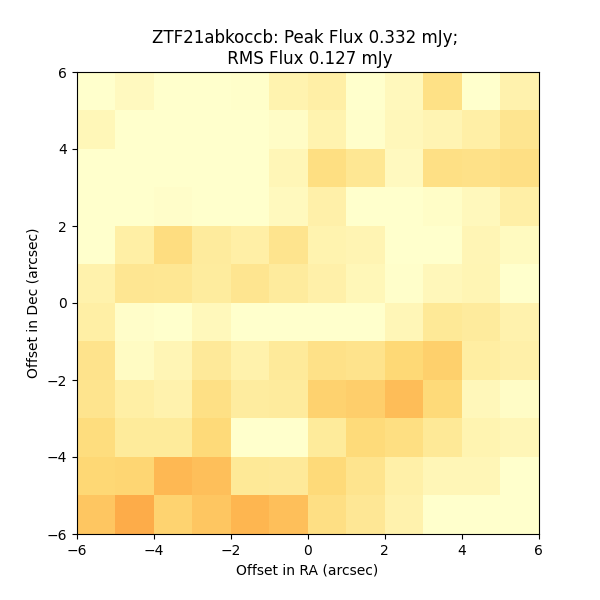 ZTF21abkoccb: Peak Flux 0.332 mJy;
RMS Flux 0.127 mJy
6
4
2
0
−2
−4
−6
Offset in Dec (arcsec)
−6 −4 −2 0 2 4 6
Offset in RA (arcsec)